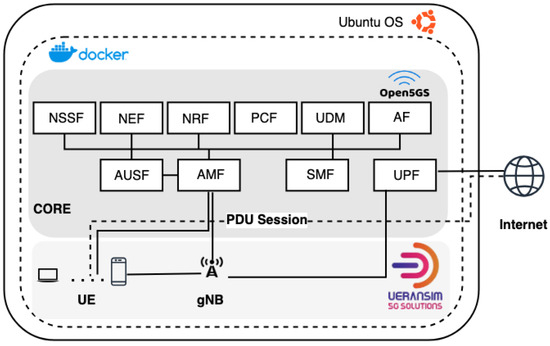 Ubuntu OS
docker
Open5GS
NSSF
NEF
NRF
PCF
UDM
AF
AUSF
AMF
SMF
UPF
CORE
PDU Session
Internet
UE
gNB
UERANSIM
5G SOLUTIONS